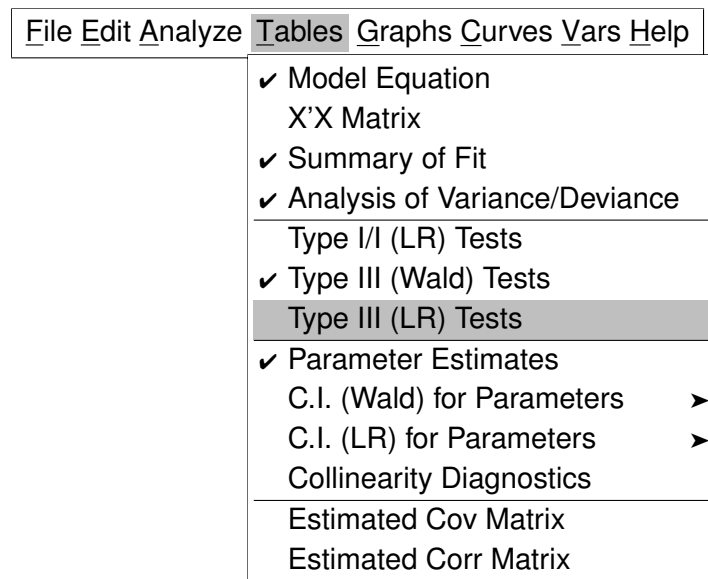 File Edit Analyze Tables Graphs Curves Vars Help
✔ Model Equation
X'X Matrix
✔ Summary of Fit
✔ Analysis of Variance/Deviance
Type I/I (LR) Tests
✔ Type III (Wald) Tests
Type III (LR) Tests
✔ Parameter Estimates
C.I. (Wald) for Parameters ➤
C.I. (LR) for Parameters ➤
Collinearity Diagnostics
Estimated Cov Matrix
Estimated Corr Matrix